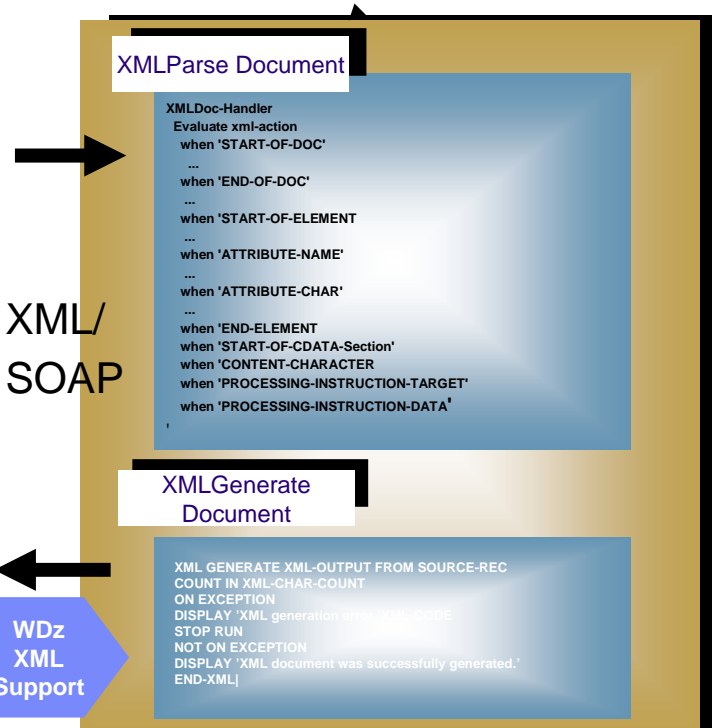 XMLParse Document
XMLDoc-Handler
Evaluate xml-action
when 'START-OF-DOC'
...
when 'END-OF-DOC'
...
when 'START-OF-ELEMENT
...
when 'ATTRIBUTE-NAME'
...
when 'ATTRIBUTE-CHAR'
...
when 'END-ELEMENT
when 'START-OF-CDATA-Section'
when 'CONTENT-CHARACTER
when 'PROCESSING-INSTRUCTION-TARGET'
when 'PROCESSING-INSTRUCTION-DATA'
'
XML/
SOAP
XMLGenerate
Document
XML GENERATE XML-OUTPUT FROM SOURCE-REC
COUNT IN XML-CHAR-COUNT
ON EXCEPTION
DISPLAY 'XML generation error 'XML-CODE
STOP RUN
NOT ON EXCEPTION
DISPLAY 'XML document was successfully generated.'
END-XML|
WDz
XML
Support